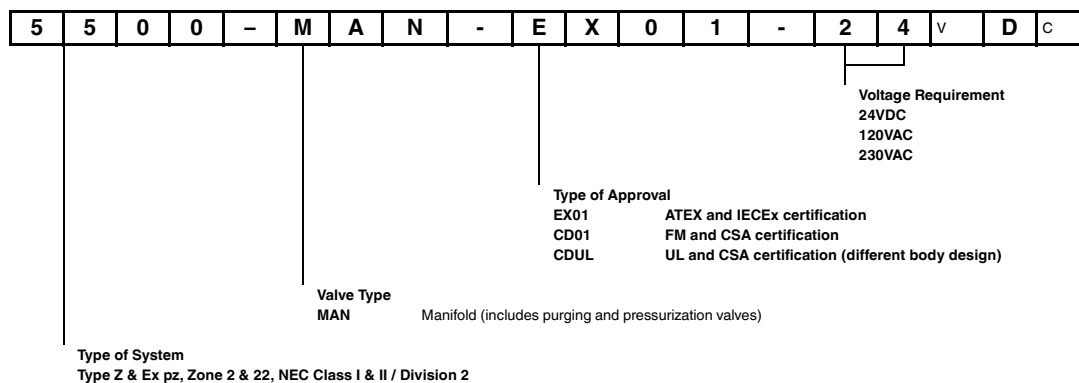 5 5 0 0 – M A N - E X 0 1 - 2 4 V D C
Voltage Requirement
24VDC
120VAC
230VAC
Type of Approval
EX01 ATEX and IECEx certification
CD01 FM and CSA certification
CDUL UL and CSA certification (different body design)
Valve Type
MAN Manifold (includes purging and pressurization valves)
Type of System
Type Z & Ex pz, Zone 2 & 22, NEC Class I & II / Division 2